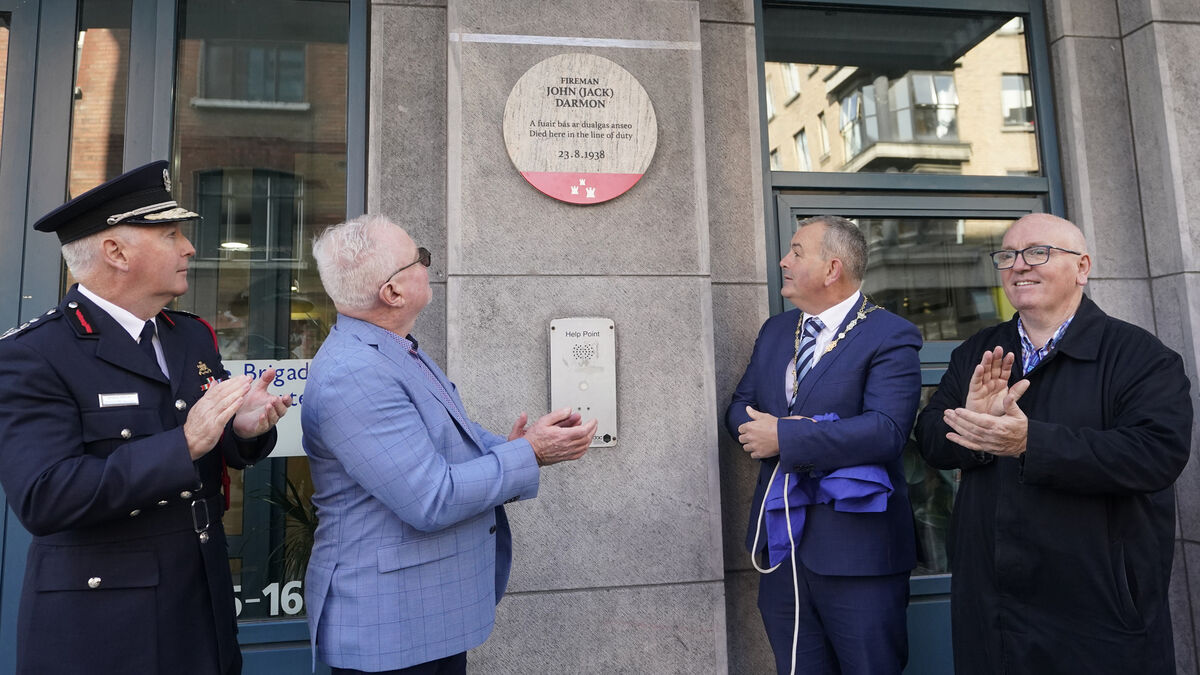 FIREMAN
JOHN (JACK)
DARMON
A fuair bás ar dualgas anseo
Died here in the line of duty
23.8.1938
Help Point
Brigad
-16